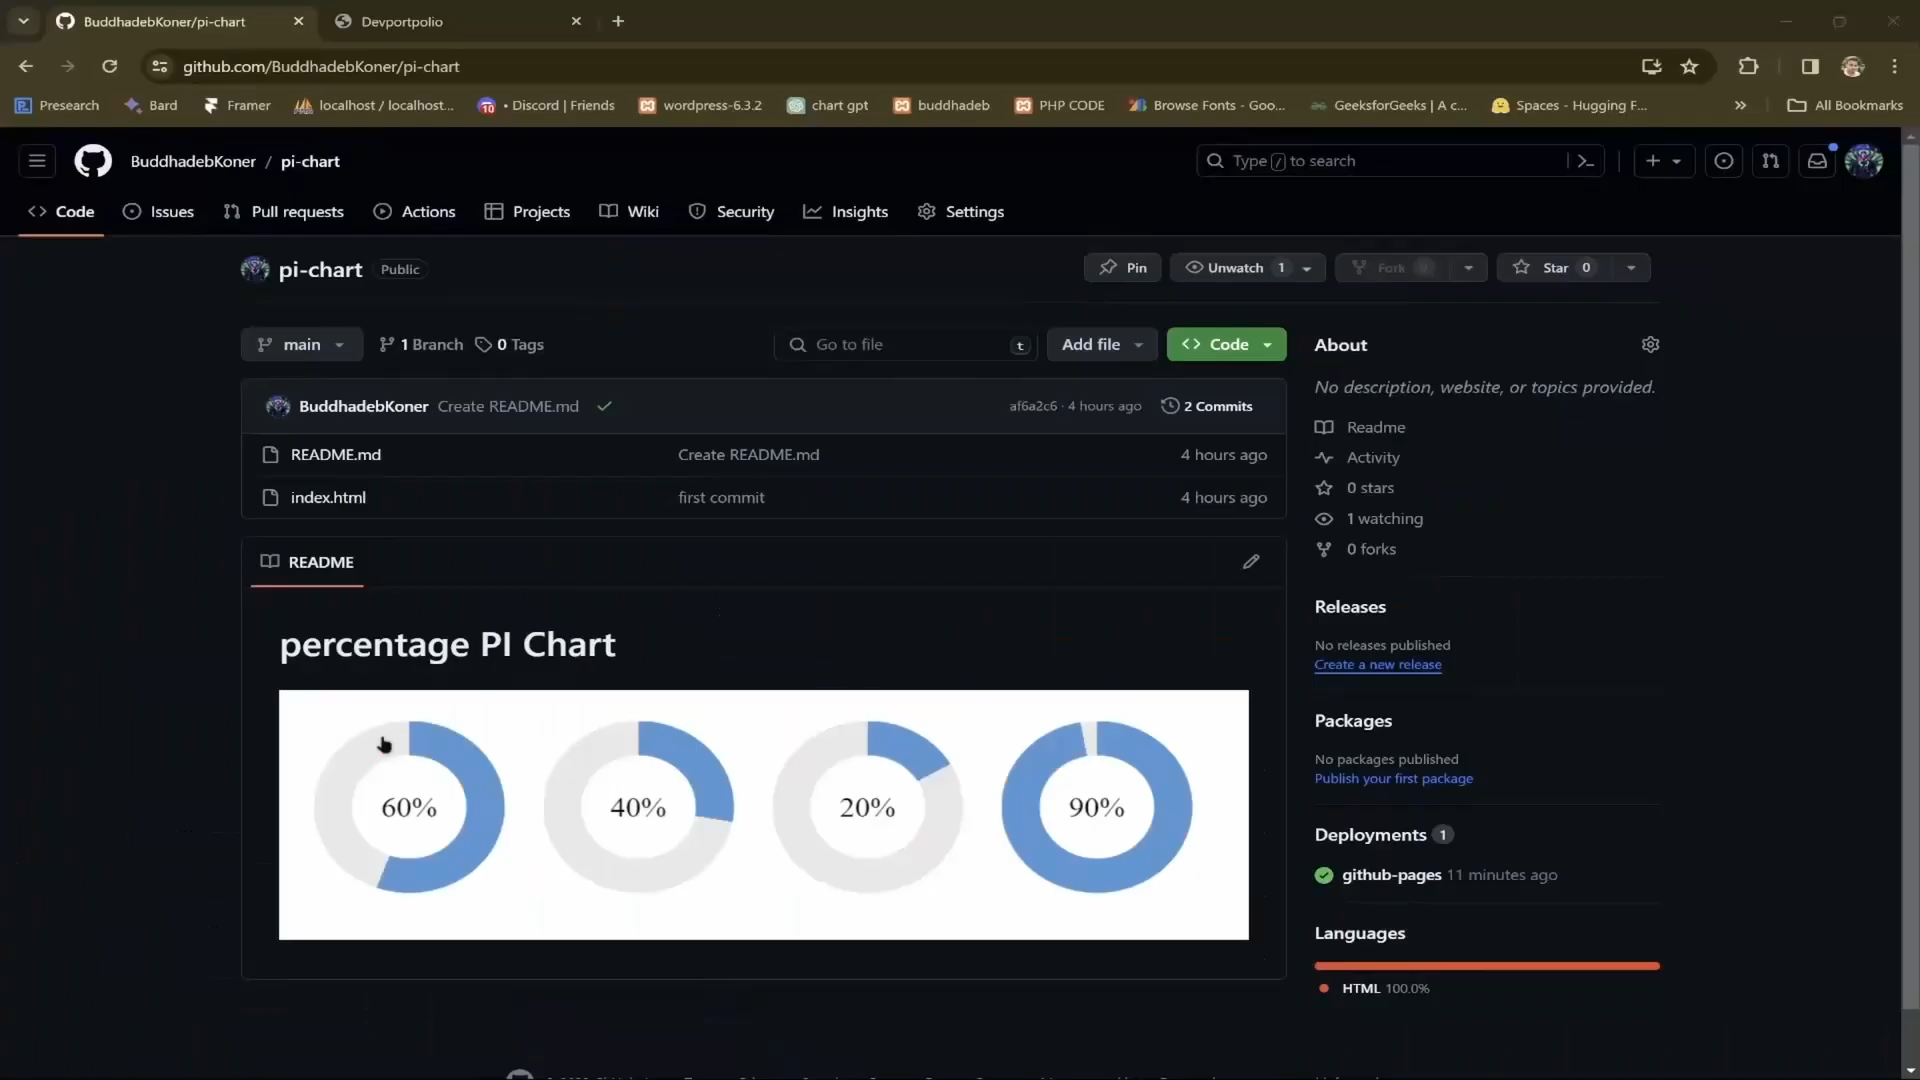 BuddhadebKoner/pi-chart
Devportpolio
github.com/BuddhadebKoner/pi-chart
Presearch
Bard
Framer
localhost / localhost...
10
• Discord | Friends
wordpress-6.3.2
chart gpt
buddhadeb
PHP CODE
Browse Fonts - Goo...
GeeksforGeeks | A c...
Spaces - Hugging F...
All Bookmarks
BuddhadebKoner / pi-chart
Type / to search
Code
Issues
Pull requests
Actions
Projects
Wiki
Security
Insights
Settings
pi-chart Public
Pin
Unwatch 1
Fork
Star 0
main
1 Branch
0 Tags
Go to file
t
Add file
<> Code
About
No description, website, or topics provided.
BuddhadebKoner Create README.md
af6a2c6 · 4 hours ago
2 Commits
README.md
Create README.md
4 hours ago
index.html
first commit
4 hours ago
Readme
Activity
0 stars
1 watching
0 forks
README
percentage PI Chart
60%
40%
20%
90%
Releases
No releases published
Create a new release
Packages
No packages published
Publish your first package
Deployments 1
github-pages 11 minutes ago
Languages
HTML 100.0%